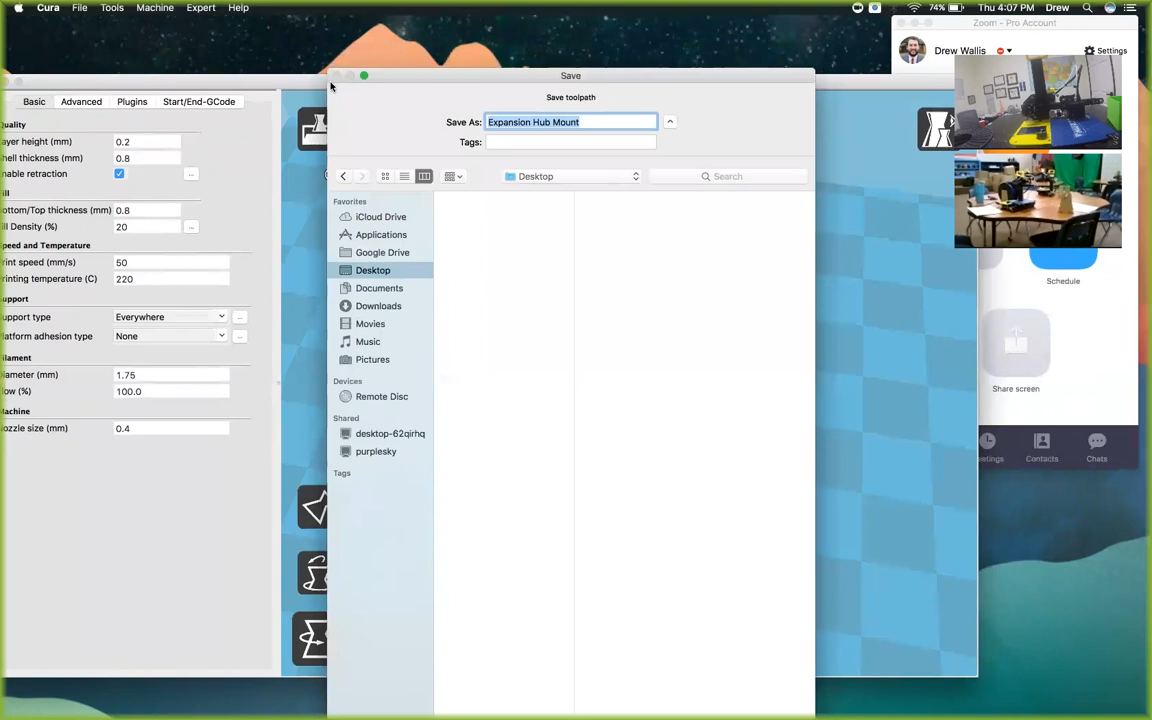 Cura File Tools Machine Expert Help 74% Thu 4:07 PM Drew
Zoom - Pro Account
Drew Wallis Settings
Save
Save toolpath
Save As: Expansion Hub Mount
Tags:
Desktop
Search
Basic Advanced Plugins Start/End-GCode
Quality
ayer height (mm) 0.2
hell thickness (mm) 0.8
nable retraction ...
ill
ottom/Top thickness (mm) 0.8
ill Density (%) 20 ...
peed and Temperature
rint speed (mm/s) 50
rinting temperature (C) 220
upport
upport type Everywhere ...
latform adhesion type None ...
ilament
iameter (mm) 1.75
low (%) 100.0
Machine
ozzle size (mm) 0.4
Favorites
iCloud Drive
Applications
Google Drive
Desktop
Documents
Downloads
Movies
Music
Pictures
Devices
Remote Disc
Shared
desktop-62qirhq
purplesky
Tags
Schedule
Share screen
eetings Contacts Chats